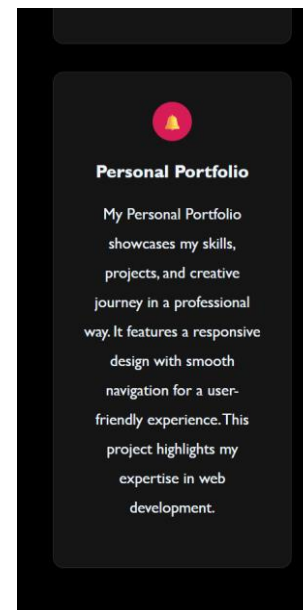 Personal Portfolio
My Personal Portfolio
showcases my skills,
projects, and creative
journey in a professional
way. It features a responsive
design with smooth
navigation for a user-
friendly experience. This
project highlights my
expertise in web
development.